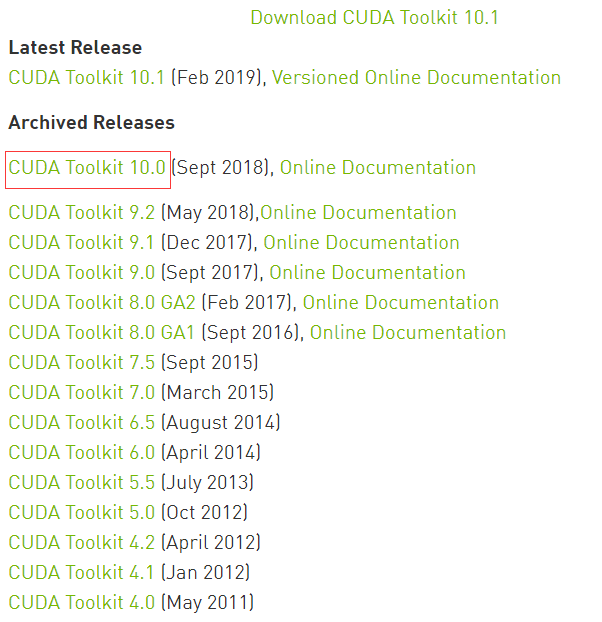 Download CUDA Toolkit 10.1
Latest Release
CUDA Toolkit 10.1 (Feb 2019), Versioned Online Documentation
Archived Releases
CUDA Toolkit 10.0 (Sept 2018), Online Documentation
CUDA Toolkit 9.2 (May 2018),Online Documentation
CUDA Toolkit 9.1 (Dec 2017), Online Documentation
CUDA Toolkit 9.0 (Sept 2017), Online Documentation
CUDA Toolkit 8.0 GA2 (Feb 2017), Online Documentation
CUDA Toolkit 8.0 GA1 (Sept 2016), Online Documentation
CUDA Toolkit 7.5 (Sept 2015)
CUDA Toolkit 7.0 (March 2015)
CUDA Toolkit 6.5 (August 2014)
CUDA Toolkit 6.0 (April 2014)
CUDA Toolkit 5.5 (July 2013)
CUDA Toolkit 5.0 (Oct 2012)
CUDA Toolkit 4.2 (April 2012)
CUDA Toolkit 4.1 (Jan 2012)
CUDA Toolkit 4.0 (May 2011)